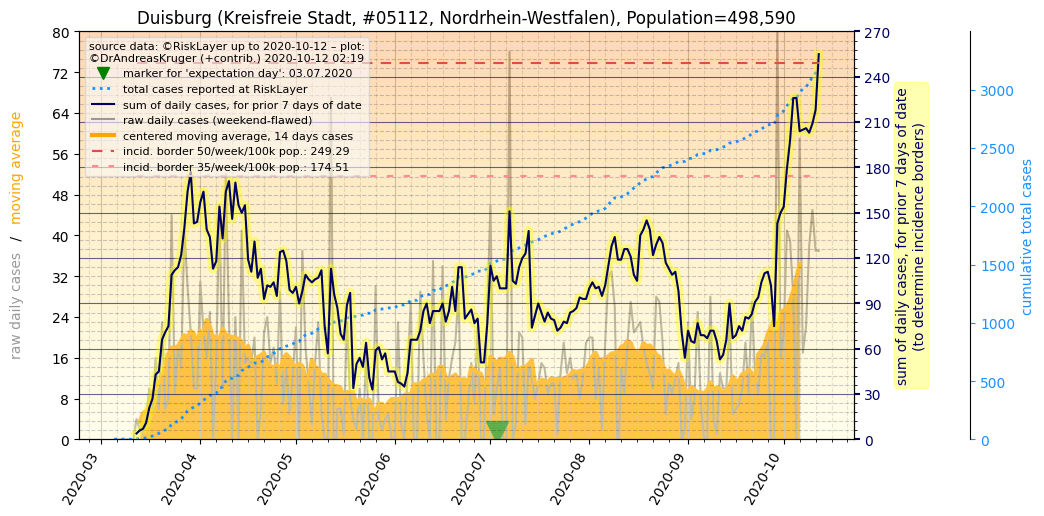 Duisburg (Kreisfreie Stadt, #05112, Nordrhein-Westfalen), Population=498,590
source data: ©RiskLayer up to 2020-10-12 – plot:
©DrAndreasKruger (+contrib.) 2020-10-12 02:19
marker for 'expectation day': 03.07.2020
total cases reported at RiskLayer
sum of daily cases, for prior 7 days of date
raw daily cases (weekend-flawed)
centered moving average, 14 days cases
incid. border 50/week/100k pop.: 249.29
incid. border 35/week/100k pop.: 174.51
raw daily cases / moving average
80
72
64
56
48
40
32
24
16
8
0
2020-03
2020-04
2020-05
2020-06
2020-07
2020-08
2020-09
2020-10
270
240
210
180
150
120
90
60
30
0
sum of daily cases, for prior 7 days of date
(to determine incidence borders)
3000
2500
2000
1500
1000
500
0
cumulative total cases